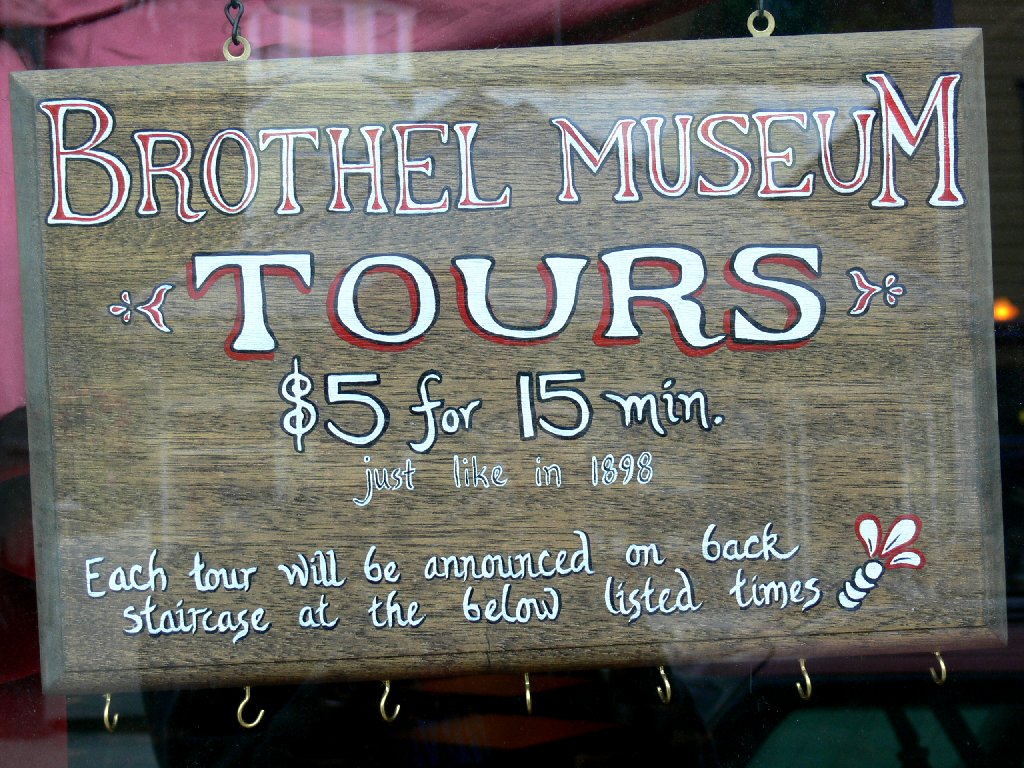 BROTHEL MUSEUM
TOURS
$5 for 15 min.
just like in 1898
Each tour will be announced on back
staircase at the below listed times